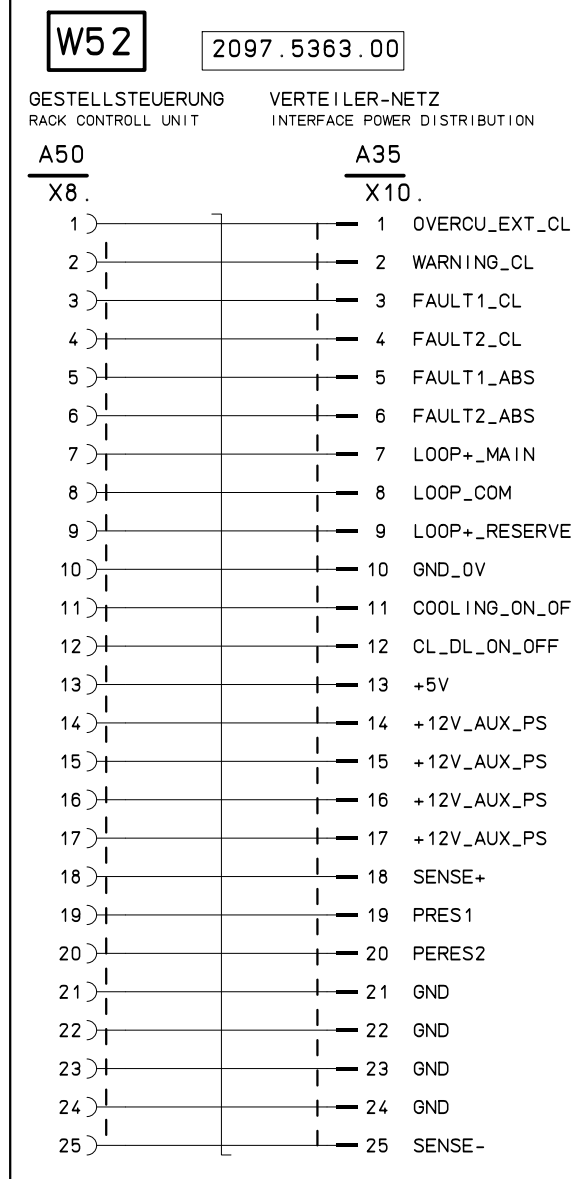 W52 2097.5363.00
GESTELLSTEUERUNG VERTEILER-NETZ
RACK CONTROLL UNIT INTERFACE POWER DISTRIBUTION
A50 A35
X8. X10.
1 1 OVERCU_EXT_CL
2 2 WARNING_CL
3 3 FAULT1_CL
4 4 FAULT2_CL
5 5 FAULT1_ABS
6 6 FAULT2_ABS
7 7 LOOP+_MAIN
8 8 LOOP_COM
9 9 LOOP+_RESERVE
10 10 GND_0V
11 11 COOLING_ON_OF
12 12 CL_DL_ON_OFF
13 13 +5V
14 14 +12V_AUX_PS
15 15 +12V_AUX_PS
16 16 +12V_AUX_PS
17 17 +12V_AUX_PS
18 18 SENSE+
19 19 PRES1
20 20 PERES2
21 21 GND
22 22 GND
23 23 GND
24 24 GND
25 25 SENSE-